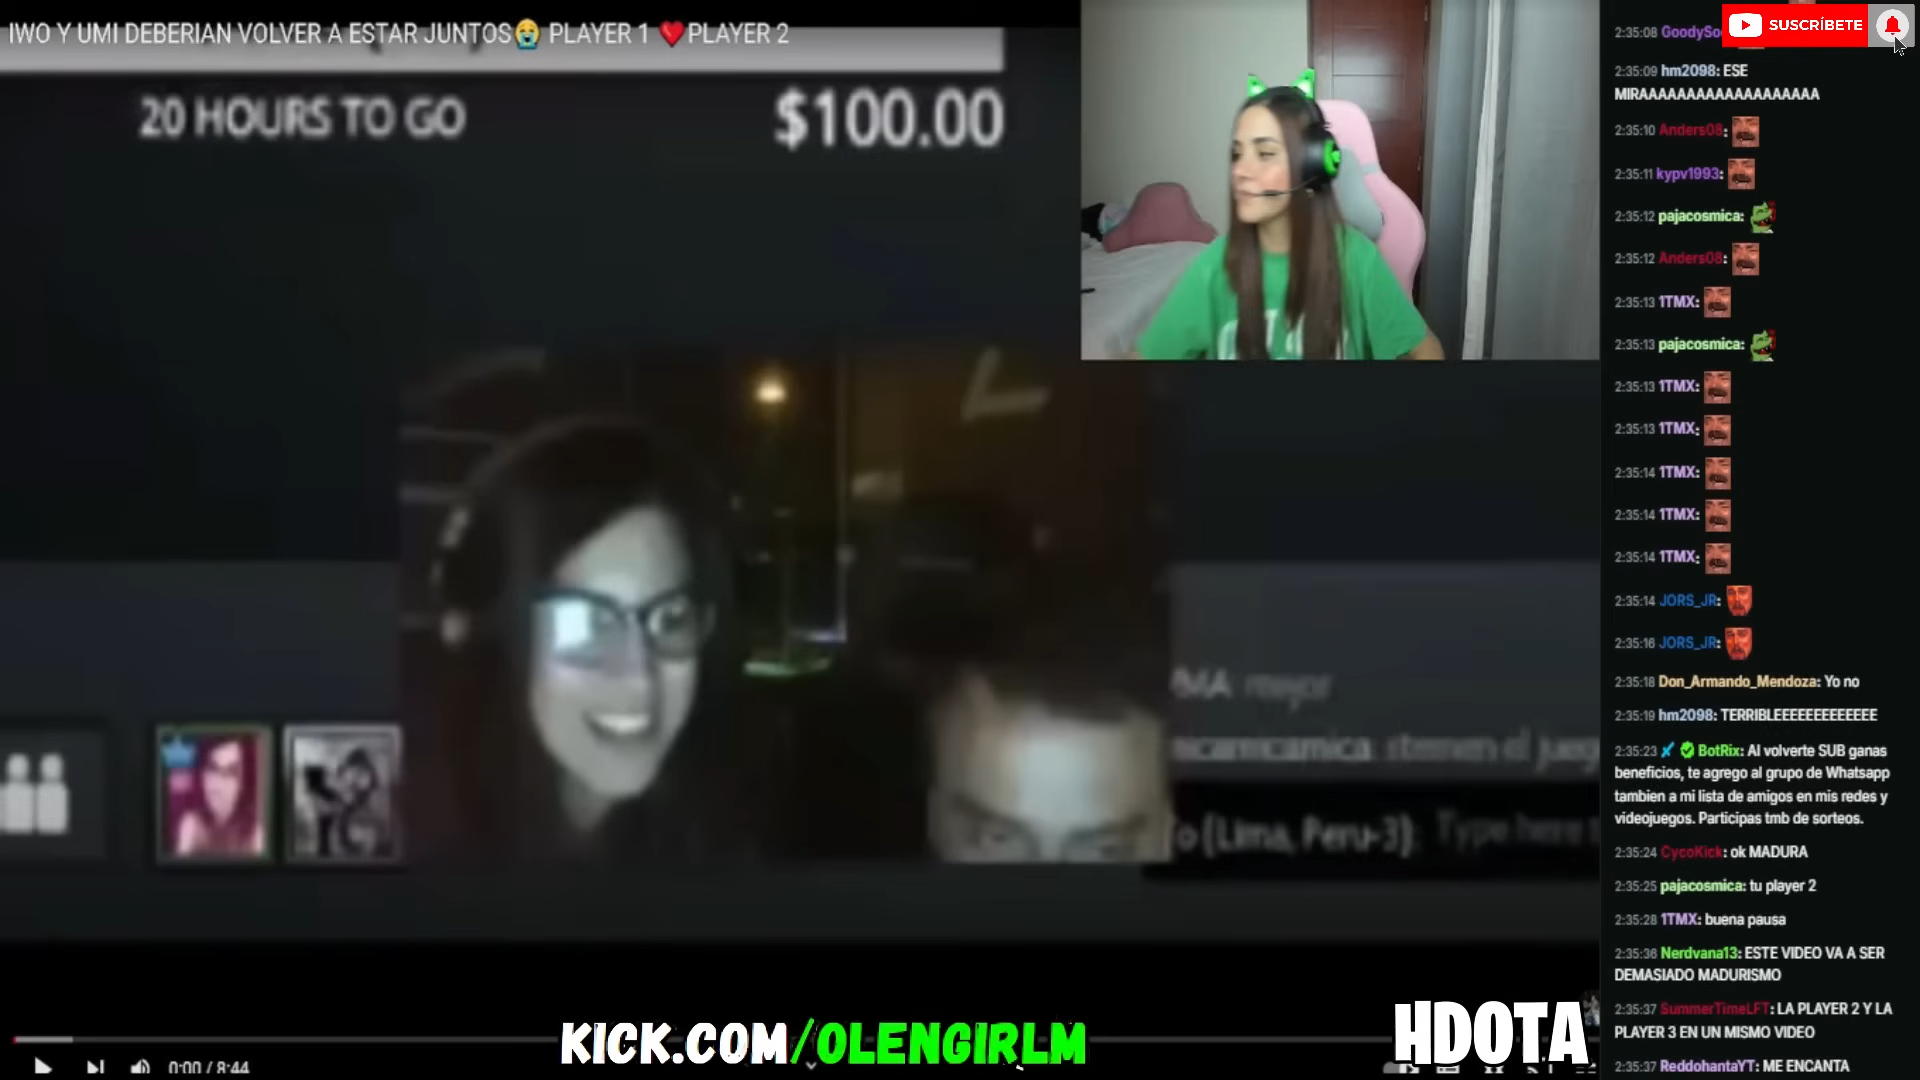 IWO Y UMI DEBERIAN VOLVER A ESTAR JUNTOS😭 PLAYER 1 ❤️PLAYER 2
20 HOURS TO GO
$100.00
mejor
stenen el
(Lima, Peru-3): Type here
0:00 / 8:44
KICK.COM/OLENGIRLM
HDOTA
SUSCRÍBETE
2:35:08
2:35:09 hm2098: ESE
MIRAAAAAAAAAAAAAAAAAAA
2:35:10 Anders08:
2:35:11 kypv1993:
2:35:12 pajacosmica:
2:35:12 Anders08:
2:35:13 1TMX:
2:35:13 pajacosmica:
2:35:13 1TMX:
2:35:13 1TMX:
2:35:14 1TMX:
2:35:14 1TMX:
2:35:14 1TMX:
2:35:14 JORS_JR:
2:35:16 JORS_JR:
2:35:18 Don_Armando_Mendoza: Yo no
2:35:19 hm2098: TERRIBLEEEEEEEEEEEEE
2:35:23 BotRix: Al volverte SUB ganas
beneficios, te agrego al grupo de Whatsapp
tambien a mi lista de amigos en mis redes y
videojuegos. Participas tmb de sorteos.
2:35:24 CycoKick: ok MADURA
2:35:25 pajacosmica: tu player 2
2:35:28 1TMX: buena pausa
2:35:36 Nerdvana13: ESTE VIDEO VA A SER
DEMASIADO MADURISMO
2:35:37 SummerTimeLFT: LA PLAYER 2 Y LA
PLAYER 3 EN UN MISMO VIDEO
2:35:37 ReddohantaYT: ME ENCANTA